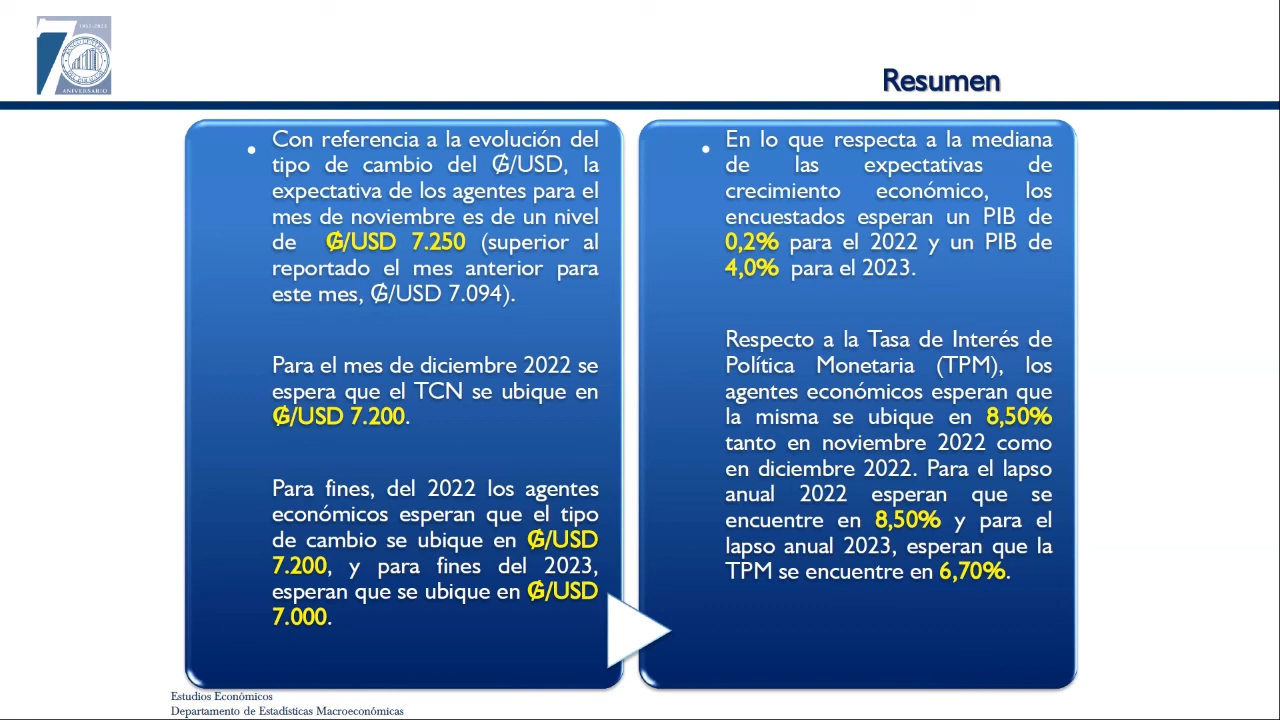 1952-2022
ANIVERSARIO
Resumen
• Con referencia a la evolución del
tipo de cambio del ₲/USD, la
expectativa de los agentes para el
mes de noviembre es de un nivel
de ₲/USD 7.250 (superior al
reportado el mes anterior para
este mes, ₲/USD 7.094).
Para el mes de diciembre 2022 se
espera que el TCN se ubique en
₲/USD 7.200.
Para fines, del 2022 los agentes
económicos esperan que el tipo
de cambio se ubique en ₲/USD
7.200, y para fines del 2023,
esperan que se ubique en ₲/USD
7.000.
• En lo que respecta a la mediana
de las expectativas de
crecimiento económico, los
encuestados esperan un PIB de
0,2% para el 2022 y un PIB de
4,0% para el 2023.
Respecto a la Tasa de Interés de
Política Monetaria (TPM), los
agentes económicos esperan que
la misma se ubique en 8,50%
tanto en noviembre 2022 como
en diciembre 2022. Para el lapso
anual 2022 esperan que se
encuentre en 8,50% y para el
lapso anual 2023, esperan que la
TPM se encuentre en 6,70%.
Estudios Económicos
Departamento de Estadísticas Macroeconómicas